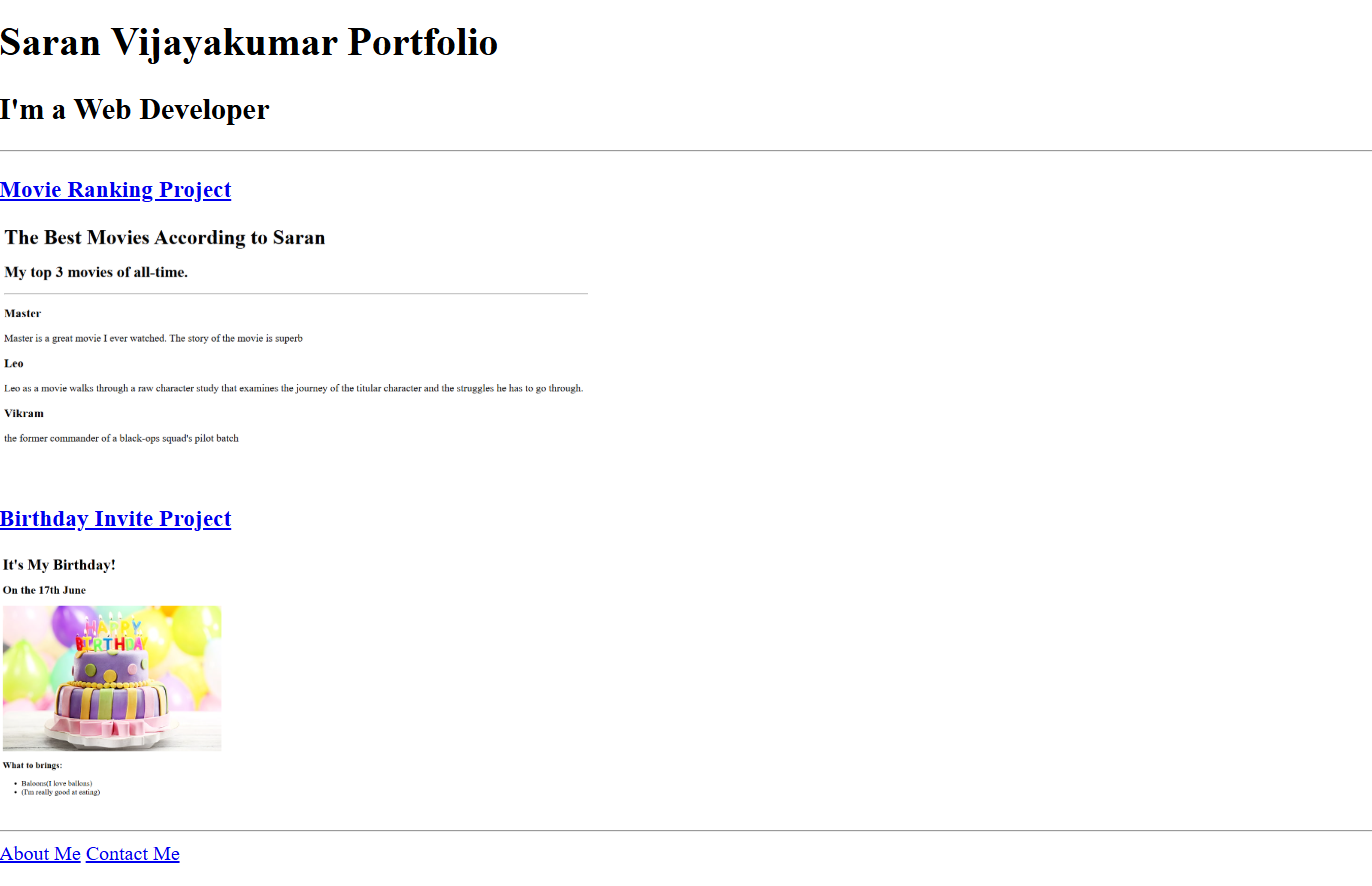 Saran Vijayakumar Portfolio
I'm a Web Developer
Movie Ranking Project
The Best Movies According to Saran
My top 3 movies of all-time.
Master
Master is a great movie I ever watched. The story of the movie is superb
Leo
Leo as a movie walks through a raw character study that examines the journey of the titular character and the struggles he has to go through.
Vikram
the former commander of a black-ops squad's pilot batch
Birthday Invite Project
It's My Birthday!
On the 17th June
HAPPY
BIRTHDAY
What to brings:
Baloons(I love ballons)
(I'm really good at eating)
About Me Contact Me